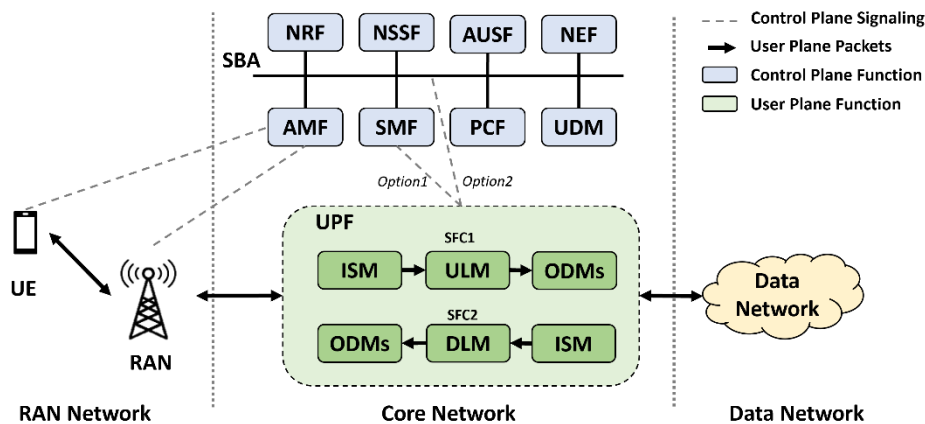 NRF
NSSF
AUSF
NEF
Control Plane Signaling
User Plane Packets
Control Plane Function
User Plane Function
SBA
AMF
SMF
PCF
UDM
Option1
Option2
UPF
SFC1
ISM
ULM
ODMs
SFC2
ODMs
DLM
ISM
UE
RAN
Data
Network
RAN Network
Core Network
Data Network